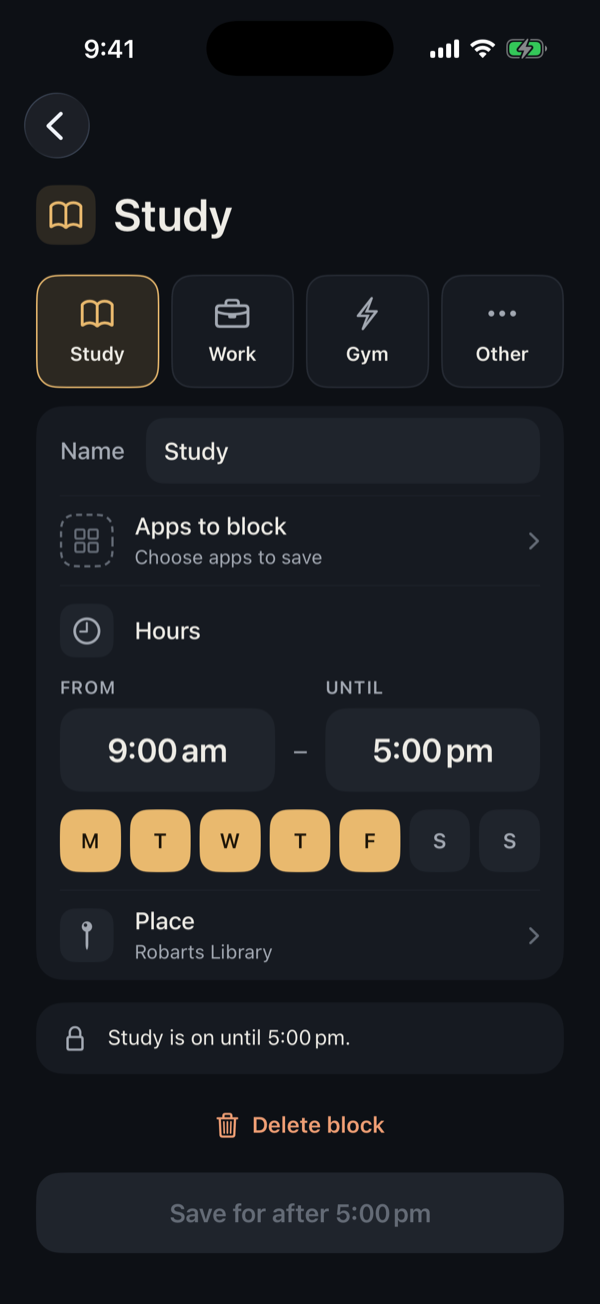 9:41
Study
Study Work Gym Other
Name Study
Apps to block
Choose apps to save
Hours
FROM UNTIL
9:00 am – 5:00 pm
M T W T F S S
Place
Robarts Library
Study is on until 5:00 pm.
Delete block
Save for after 5:00 pm